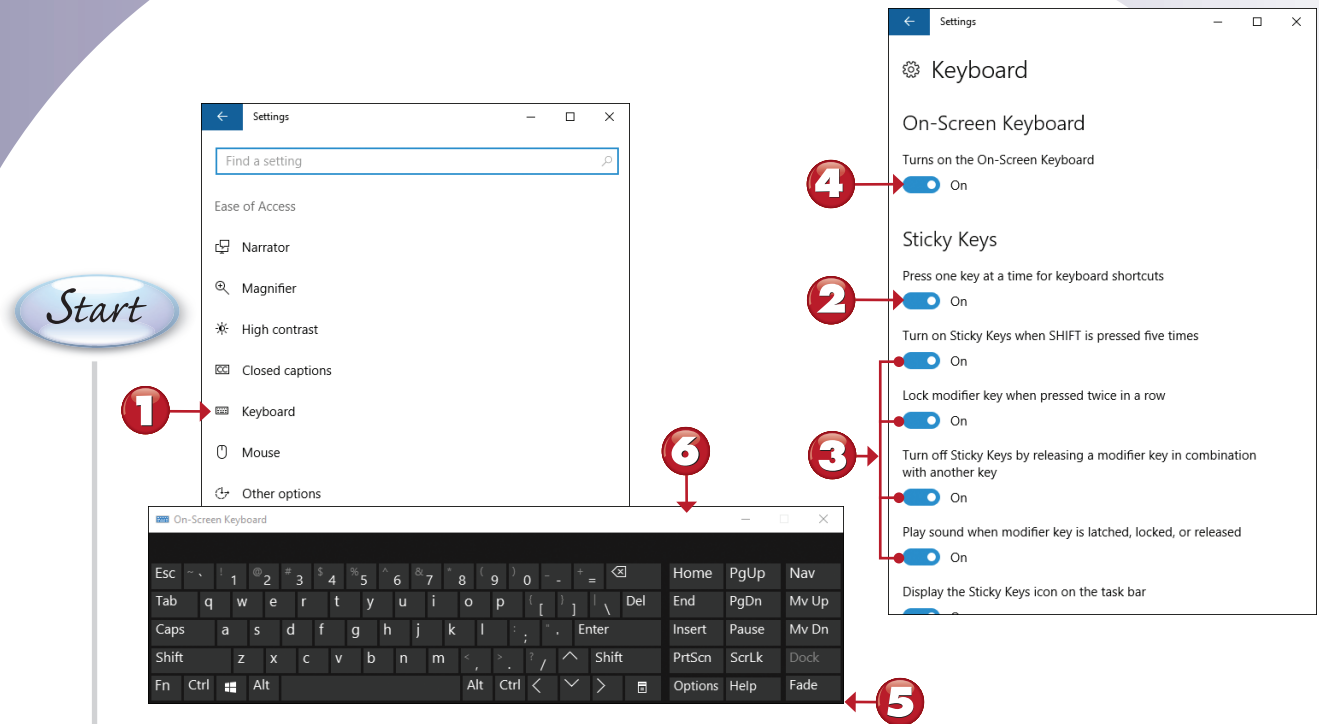 Start
Settings
Find a setting
Ease of Access
Narrator
Magnifier
High contrast
CC Closed captions
1 Keyboard
Mouse
Other options
6
On-Screen Keyboard
Esc ~ ` ! 1 @ 2 # 3 $ 4 % 5 ^ 6 & 7 * 8 ( 9 ) 0 _ - + = Home PgUp Nav
Tab q w e r t y u i o p { [ } ] | \ Del End PgDn Mv Up
Caps a s d f g h j k l : ; " ' Enter Insert Pause Mv Dn
Shift z x c v b n m < , > . ? / Shift PrtScn ScrLk Dock
Fn Ctrl Alt Alt Ctrl Options Help Fade
5
Settings
Keyboard
On-Screen Keyboard
Turns on the On-Screen Keyboard
4 On
Sticky Keys
Press one key at a time for keyboard shortcuts
2 On
Turn on Sticky Keys when SHIFT is pressed five times
On
Lock modifier key when pressed twice in a row
On
3 Turn off Sticky Keys by releasing a modifier key in combination
with another key
On
Play sound when modifier key is latched, locked, or released
On
Display the Sticky Keys icon on the task bar